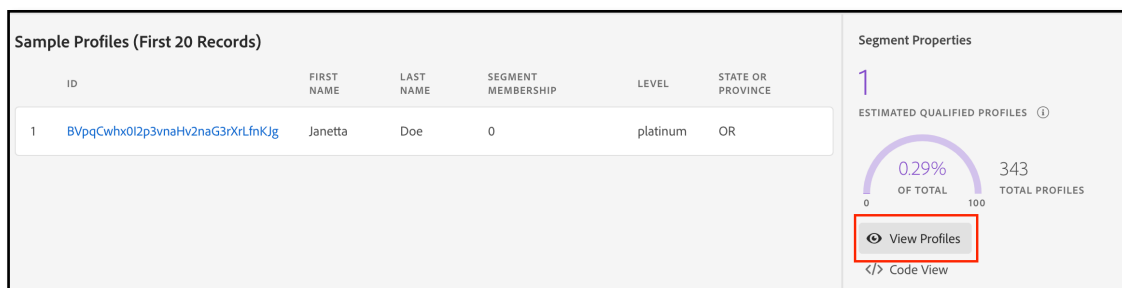 Sample Profiles (First 20 Records)
ID FIRST NAME LAST NAME SEGMENT MEMBERSHIP LEVEL STATE OR PROVINCE
1 BVpqCwhx0I2p3vnaHv2naG3rXrLfnKJg Janetta Doe 0 platinum OR
Segment Properties
1
ESTIMATED QUALIFIED PROFILES
0.29%
OF TOTAL
0 100
343
TOTAL PROFILES
View Profiles
</> Code View